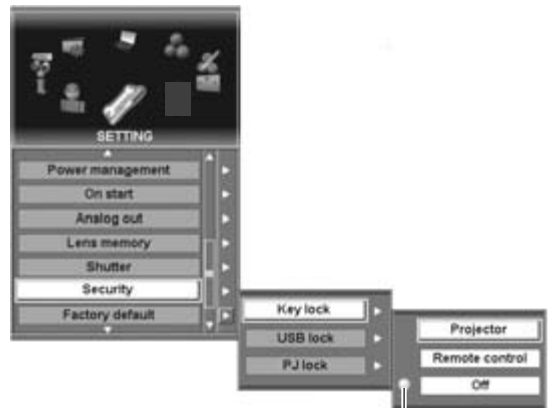 SETTING
Power management
On start
Analog out
Lens memory
Shutter
Security
Factory default
Key lock
USB lock
PJ lock
Projector
Remote control
Off